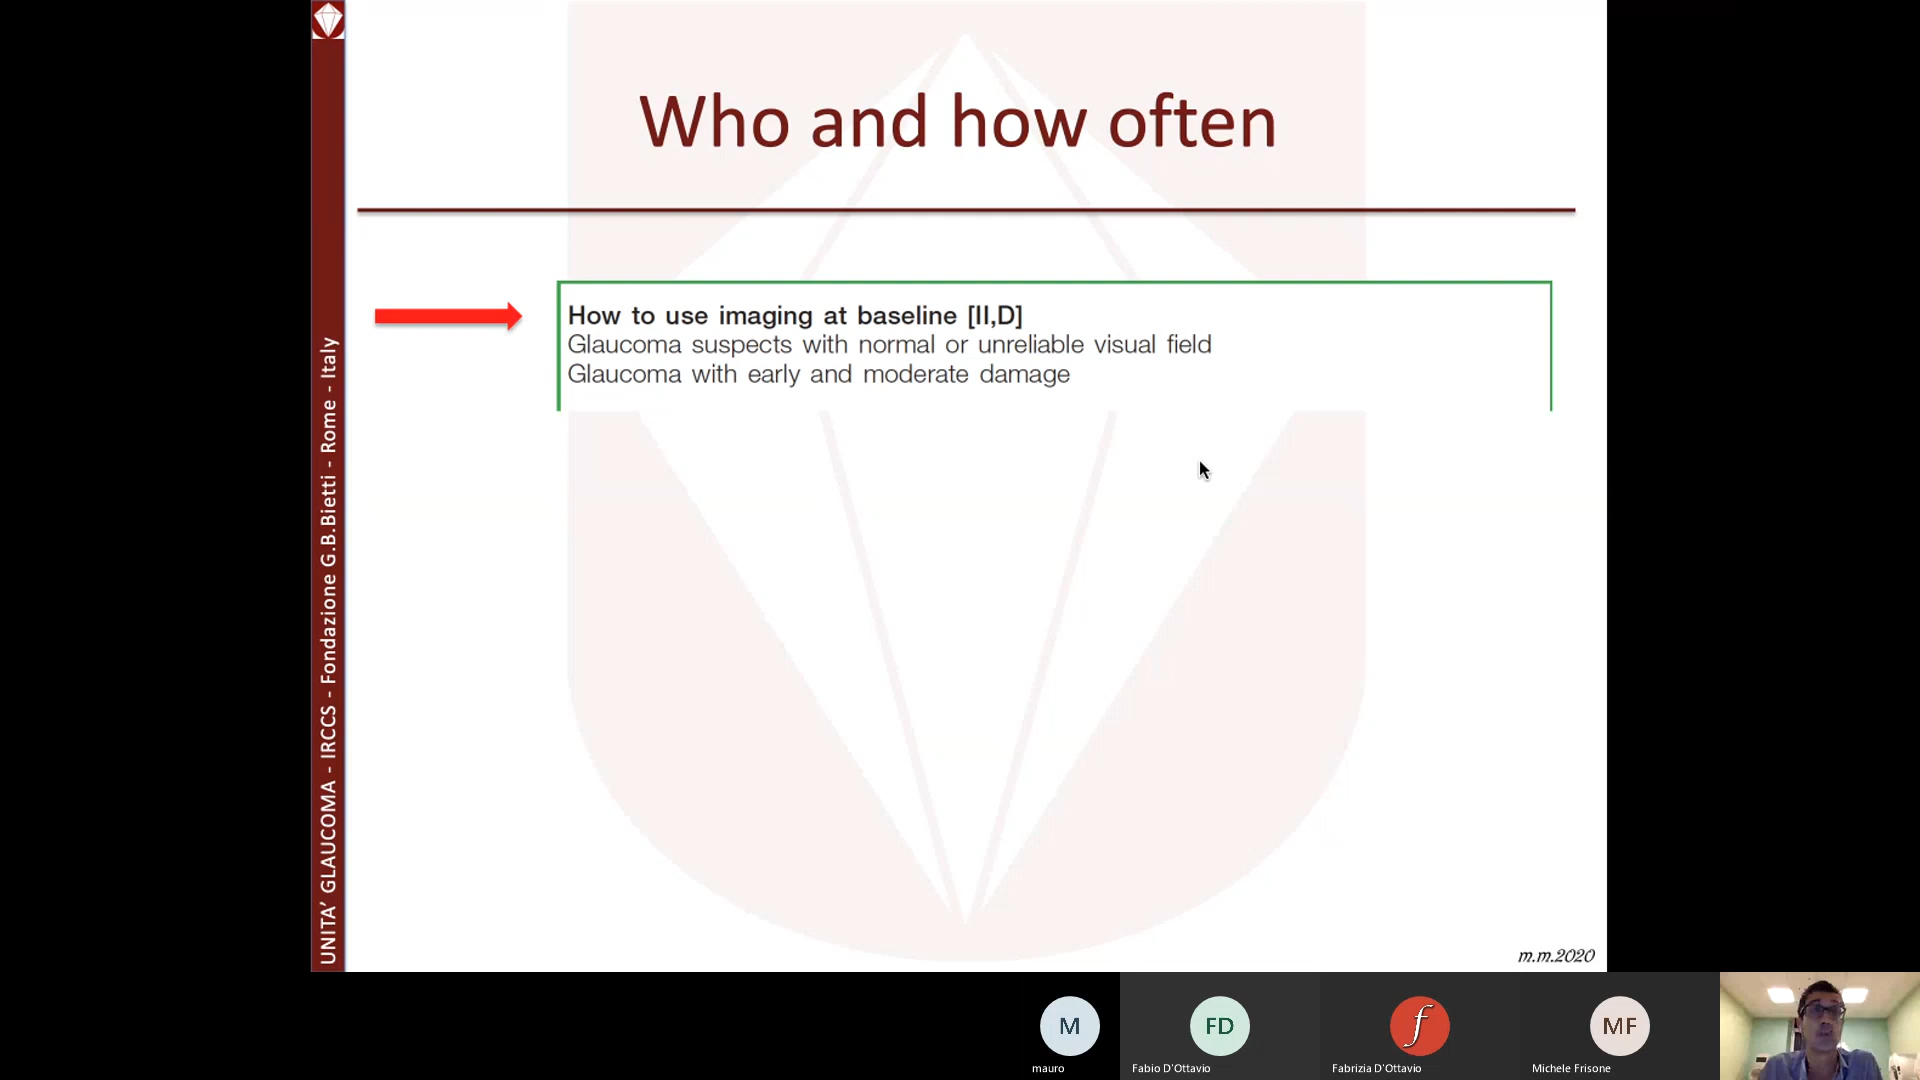 Who and how often
How to use imaging at baseline [II,D]
Glaucoma suspects with normal or unreliable visual field
Glaucoma with early and moderate damage
UNITA’ GLAUCOMA - IRCCS - Fondazione G.B.Bietti - Rome - Italy
m.m.2020
M
mauro
FD
Fabio D'Ottavio
f
Fabrizia D'Ottavio
MF
Michele Frisone